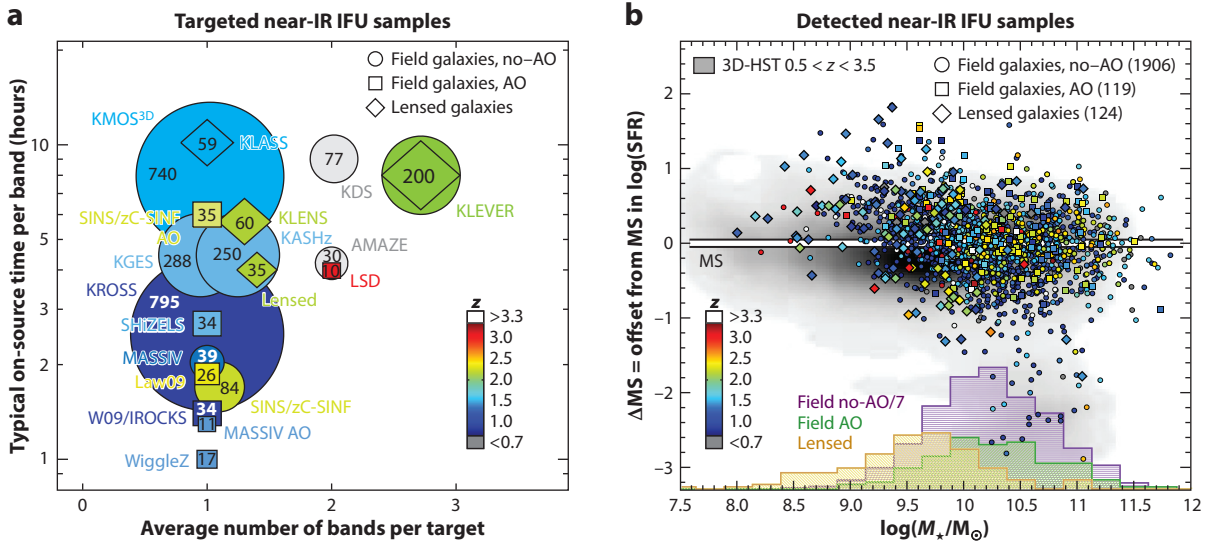 a Targeted near-IR IFU samples
Typical on-source time per band (hours)
10
5
3
2
1
Field galaxies, no–AO
Field galaxies, AO
Lensed galaxies
KMOS3D
59 KLASS
740
77
KDS
200
KLEVER
SINS/zC-SINF
AO
35
60 KLENS
KASHz
KGES
288
250
35
Lensed
AMAZE
30
10
LSD
KROSS
795
SHiZELS 34
MASSIV 39
Law09 26
84
SINS/zC-SINF
W09/IROCKS 34
11
MASSIV AO
WiggleZ 17
z
>3.3
3.0
2.5
2.0
1.5
1.0
<0.7
0 1 2 3
Average number of bands per target
b Detected near-IR IFU samples
ΔMS = offset from MS in log(SFR)
2
1
0
–1
–2
–3
3D-HST 0.5 < z < 3.5
Field galaxies, no–AO (1906)
Field galaxies, AO (119)
Lensed galaxies (124)
MS
z
>3.3
3.0
2.5
2.0
1.5
1.0
<0.7
Field no-AO/7
Field AO
Lensed
7.5 8.0 8.5 9.0 9.5 10.0 10.5 11.0 11.5 12
log(M⋆/M⊙)